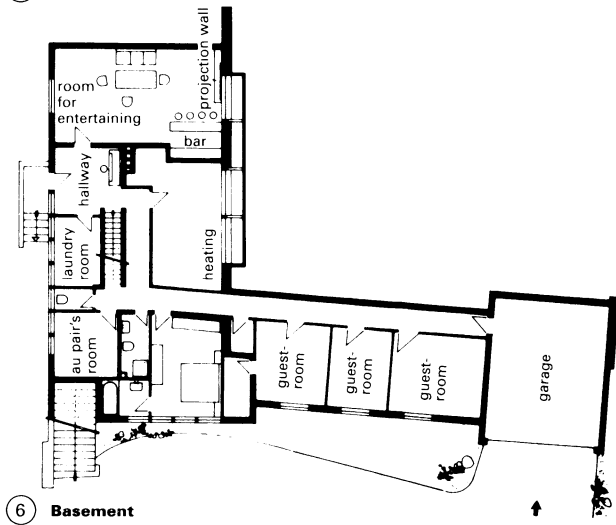 projection wall
room
for
entertaining
bar
hallway
laundry
room
heating
au pair's
room
guest-
room
guest-
room
guest-
room
garage
6 Basement